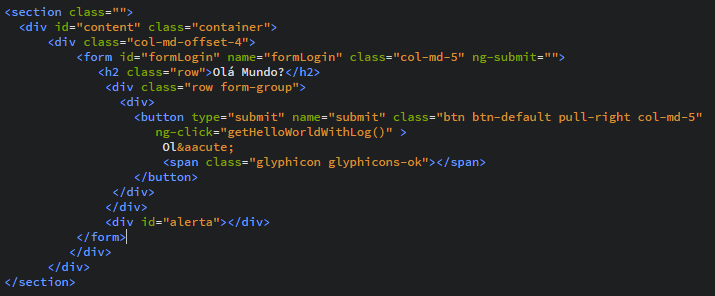 <section class="">
<div id="content" class="container">
<div class="col-md-offset-4">
<form id="formLogin" name="formLogin" class="col-md-5" ng-submit="">
<h2 class="row">Olá Mundo?</h2>
<div class="row form-group">
<div>
<button type="submit" name="submit" class="btn btn-default pull-right col-md-5"
ng-click="getHelloWorldWithLog()" >
Ol&aacute;
<span class="glyphicon glyphicons-ok"></span>
</button>
</div>
</div>
<div id="alerta"></div>
</form>
</div>
</div>
</section>